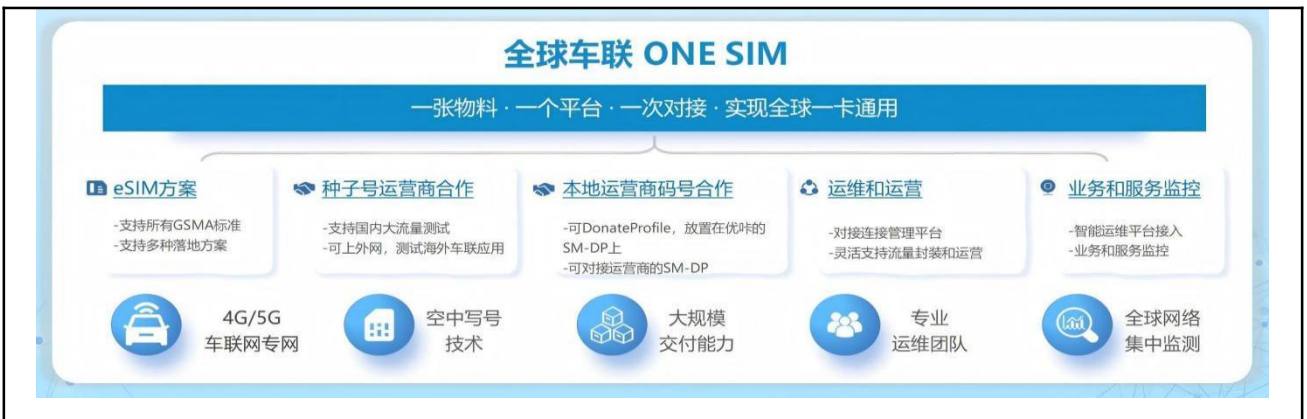 全球车联 ONE SIM
一张物料 · 一个平台 · 一次对接 · 实现全球一卡通用
eSIM方案
-支持所有GSMA标准
-支持多种落地方案
种子号运营商合作
-支持国内大流量测试
-可上外网，测试海外车联应用
本地运营商码号合作
-可DonateProfile，放置在优咔的
SM-DP上
-可对接运营商的SM-DP
运维和运营
-对接连接管理平台
-灵活支持流量封装和运营
业务和服务监控
-智能运维平台接入
-业务和服务监控
4G/5G
车联网专网
空中写号
技术
大规模
交付能力
专业
运维团队
全球网络
集中监测